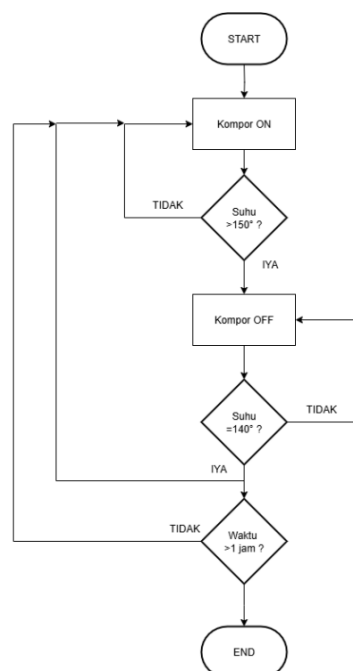 START
Kompor ON
TIDAK
Suhu
>150° ?
IYA
Kompor OFF
Suhu
=140° ?
TIDAK
IYA
TIDAK
Waktu
>1 jam ?
END